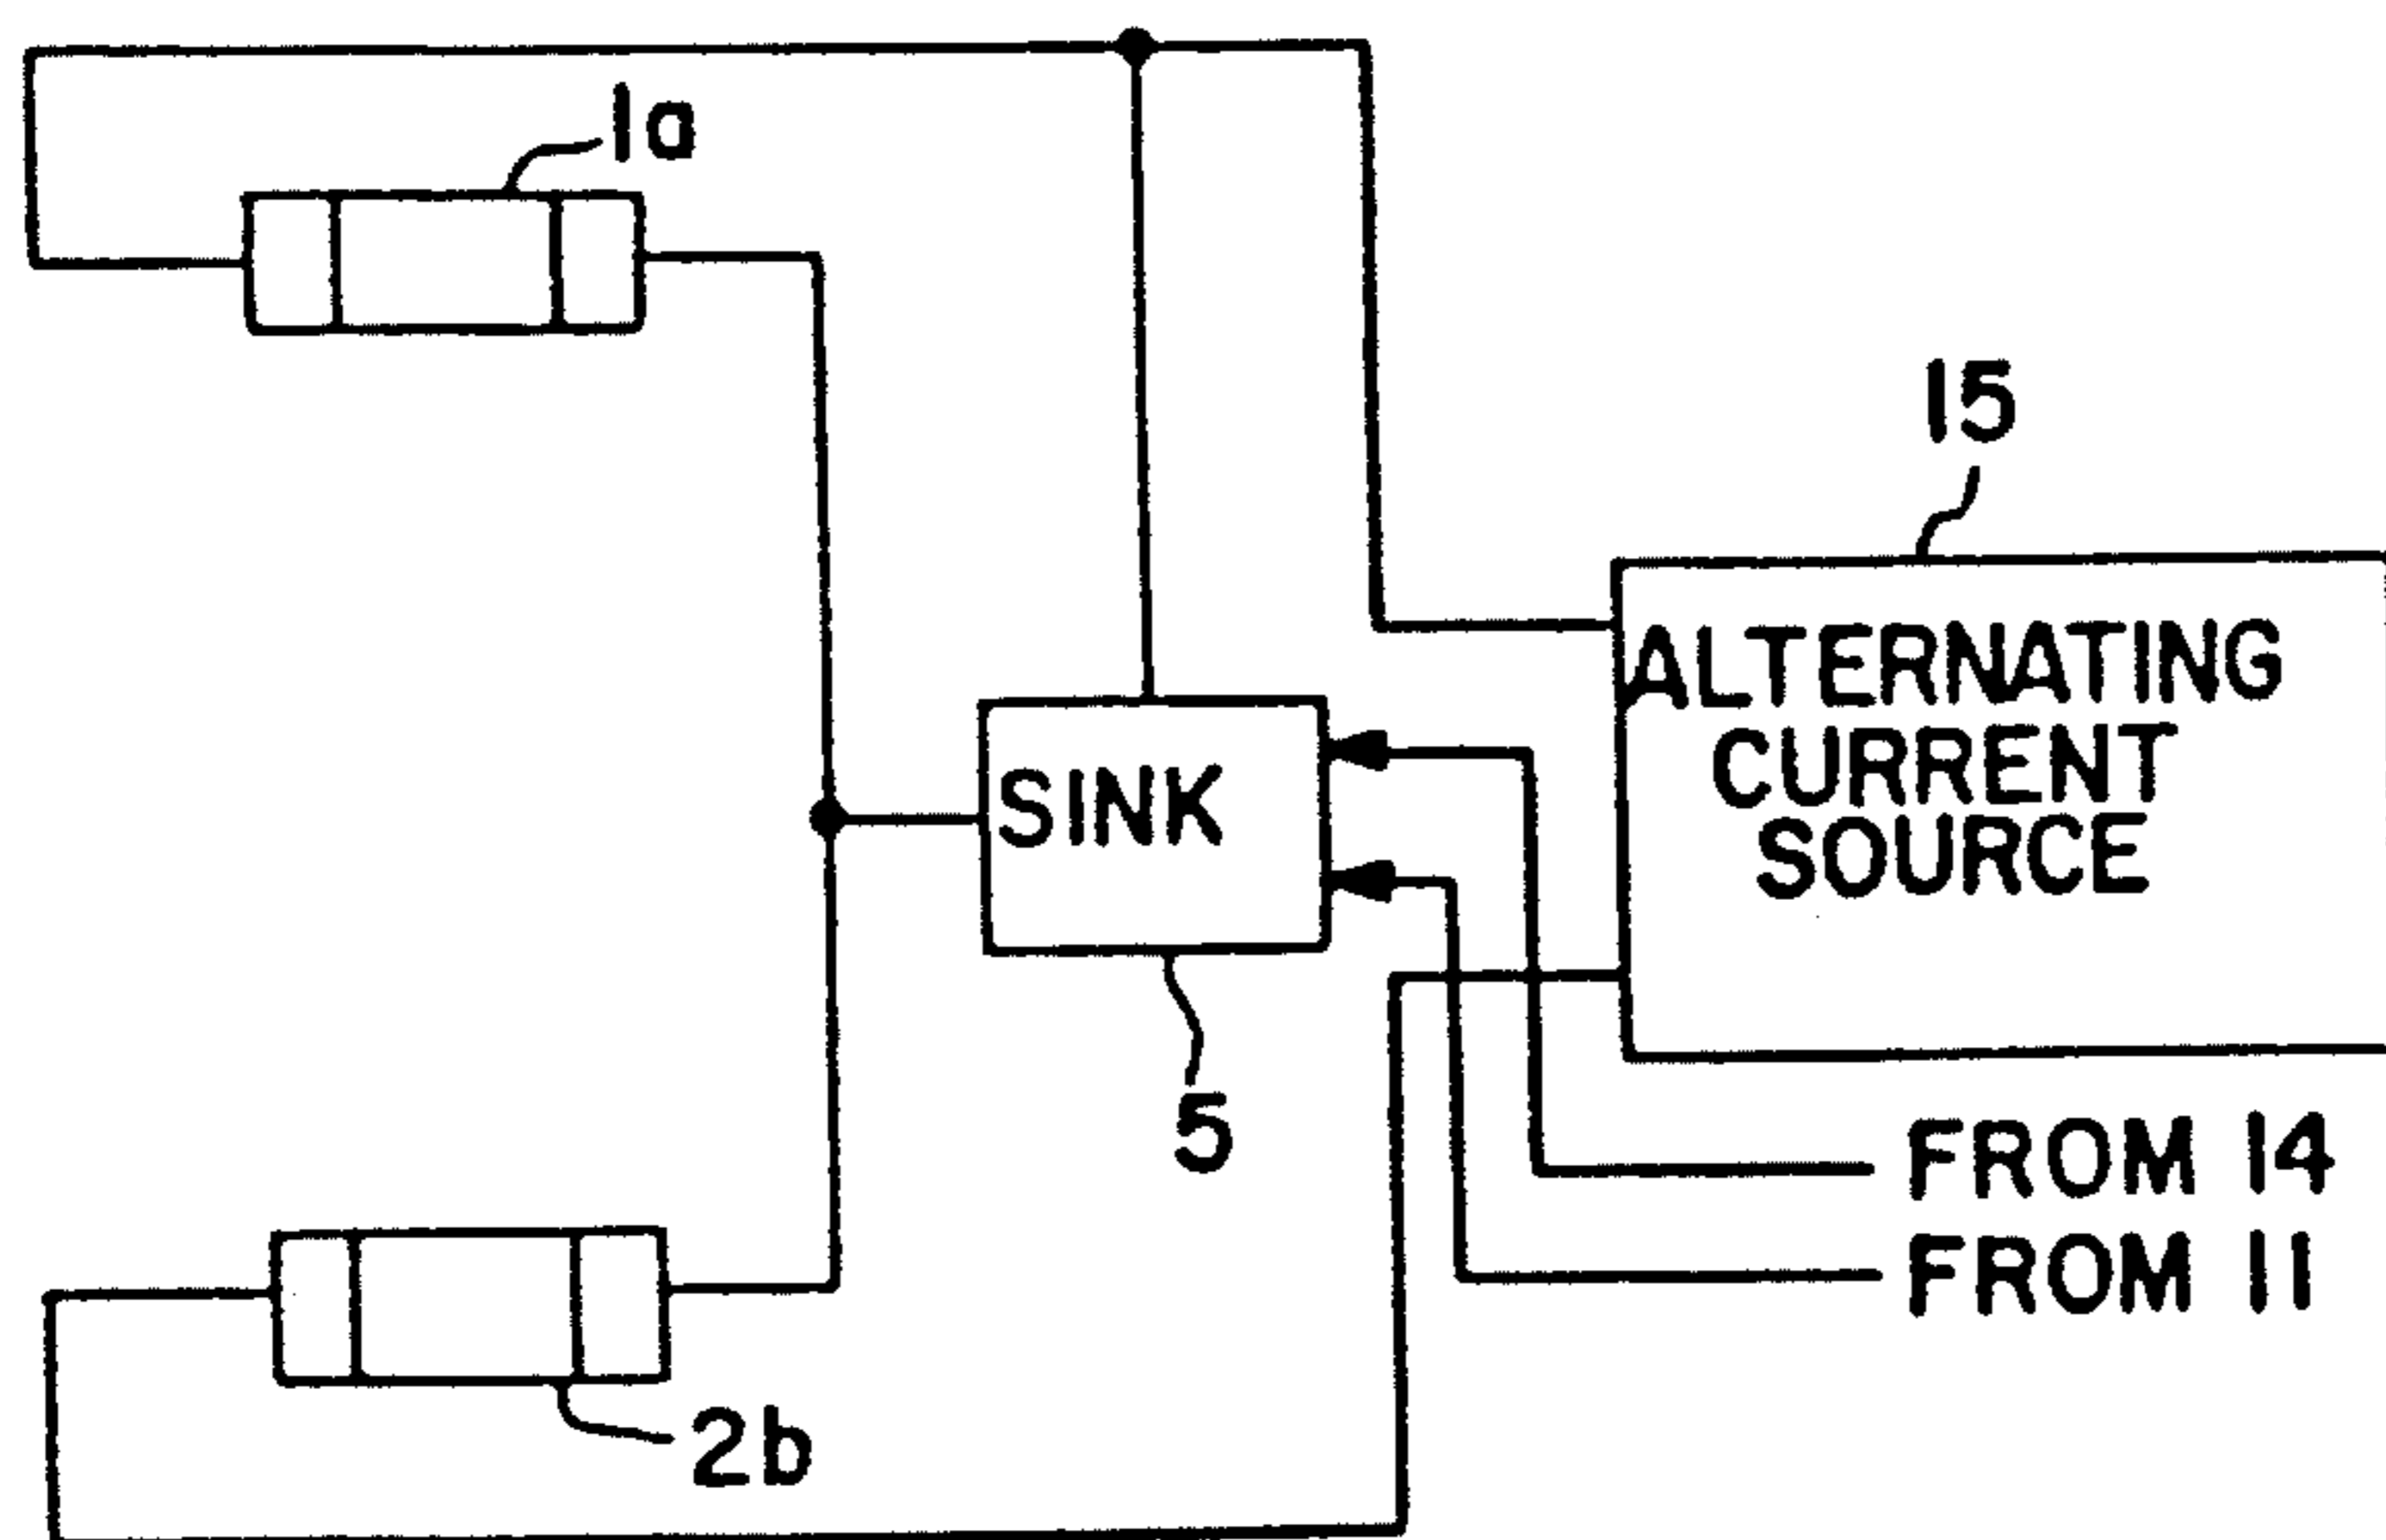 1a
15
ALTERNATING
CURRENT
SOURCE
SINK
5
FROM 14
FROM 11
2b